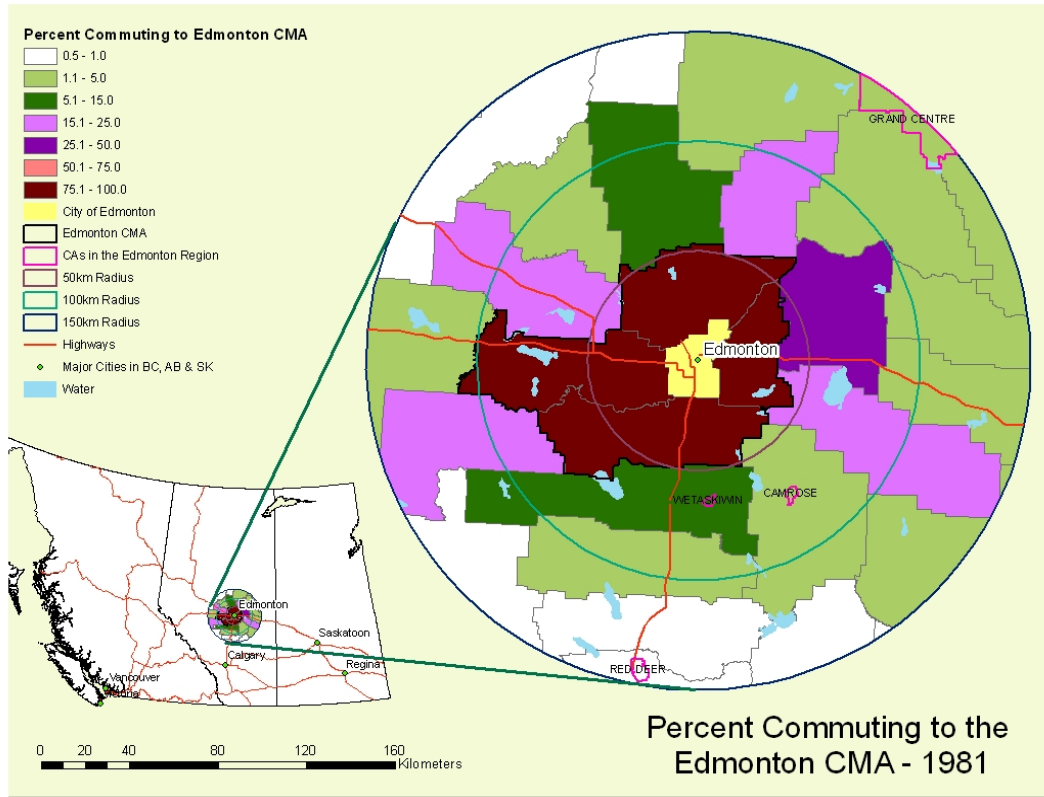 Percent Commuting to Edmonton CMA
0.5 - 1.0
1.1 - 5.0
5.1 - 15.0
15.1 - 25.0
25.1 - 50.0
50.1 - 75.0
75.1 - 100.0
City of Edmonton
Edmonton CMA
CAs in the Edmonton Region
50km Radius
100km Radius
150km Radius
Highways
Major Cities in BC, AB & SK
Water
GRAND CENTRE
Edmonton
WETASKIWIN
CAMROSE
RED DEER
Edmonton
Saskatoon
Calgary
Regina
Vancouver
0 20 40 80 120 160
Kilometers
Percent Commuting to the
Edmonton CMA - 1981